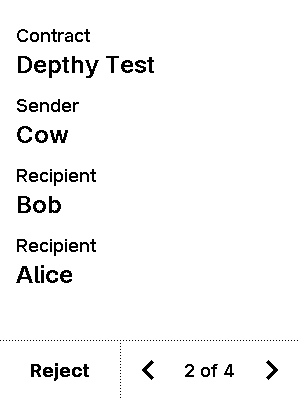 Contract
Depthy Test
Sender
Cow
Recipient
Bob
Recipient
Alice
Reject
2 of 4